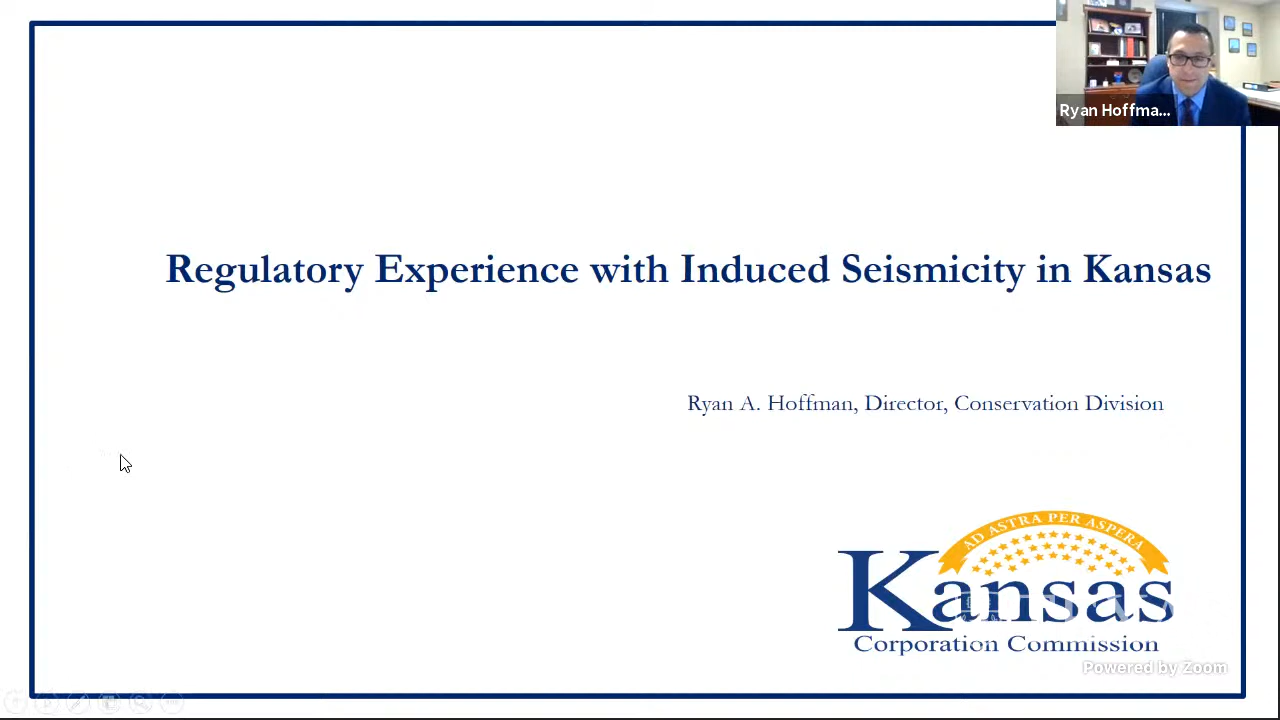 Ryan Hoffma...
Regulatory Experience with Induced Seismicity in Kansas
Ryan A. Hoffman, Director, Conservation Division
AD ASTRA PER ASPERA
Kansas
Corporation Commission
Powered by Zoom